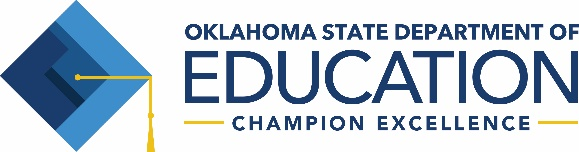 OKLAHOMA STATE DEPARTMENT OF
EDUCATION
CHAMPION EXCELLENCE